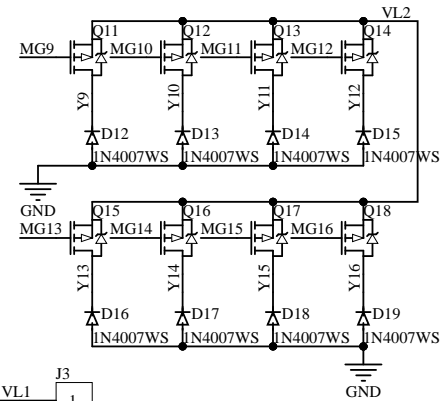 VL2
Q11 Q12 Q13 Q14
MG9 MG10 MG11 MG12
Y9 Y10 Y11 Y12
D12 D13 D14 D15
1N4007WS 1N4007WS 1N4007WS 1N4007WS
GND
Q15 Q16 Q17 Q18
MG13 MG14 MG15 MG16
Y13 Y14 Y15 Y16
D16 D17 D18 D19
1N4007WS 1N4007WS 1N4007WS 1N4007WS
J3
GND
VL1
1